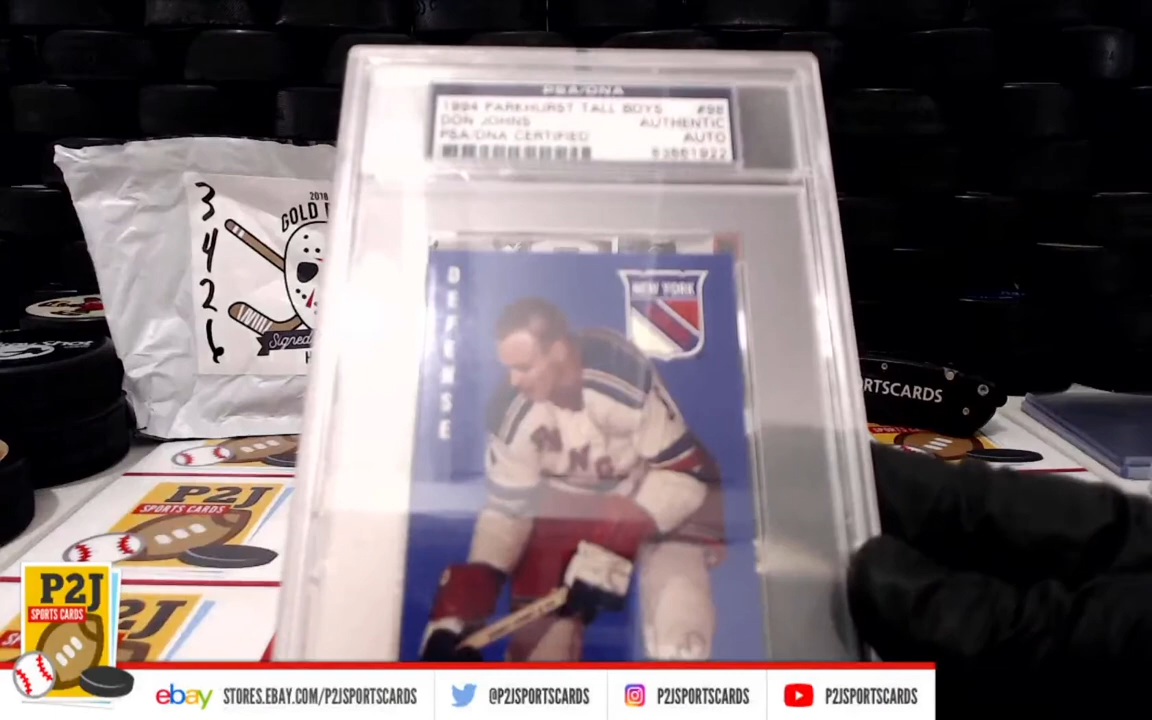 PSA/DNA
1994 PARKHURST TALL BOYS #98
DON JOHNS AUTHENTIC
PSA/DNA CERTIFIED AUTO
83861922
3
4
2
6
2018
GOLD
Signed
H
DEFENSE
NEW YORK
RTSCARDS
P2J
SPORTS CARDS
P2J
SPORTS CARDS
ebay STORES.EBAY.COM/P2JSPORTSCARDS @P2JSPORTSCARDS P2JSPORTSCARDS P2JSPORTSCARDS